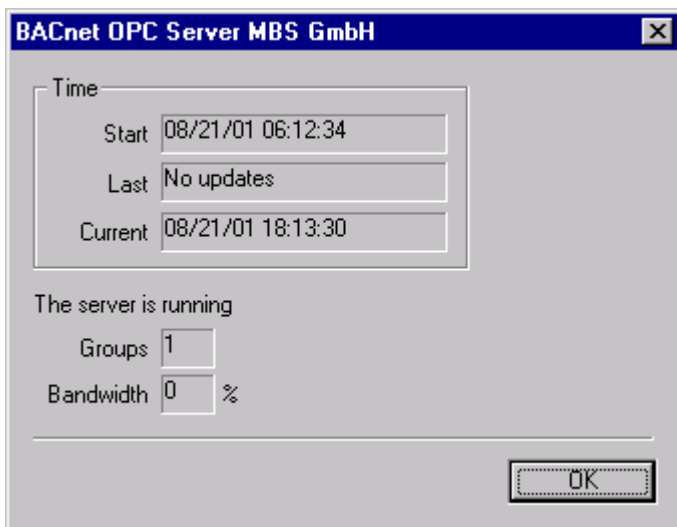 BACnet OPC Server MBS GmbH
Time
Start 08/21/01 06:12:34
Last No updates
Current 08/21/01 18:13:30
The server is running
Groups 1
Bandwidth 0 %
OK